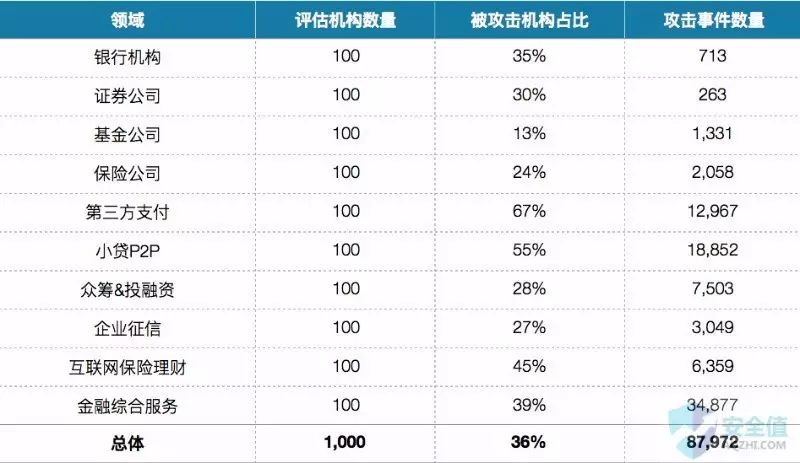 领域 评估机构数量 被攻击机构占比 攻击事件数量
银行机构 100 35% 713
证券公司 100 30% 263
基金公司 100 13% 1,331
保险公司 100 24% 2,058
第三方支付 100 67% 12,967
小贷P2P 100 55% 18,852
众筹&投融资 100 28% 7,503
企业征信 100 27% 3,049
互联网保险理财 100 45% 6,359
金融综合服务 100 39% 34,877
总体 1,000 36% 87,972
安全值